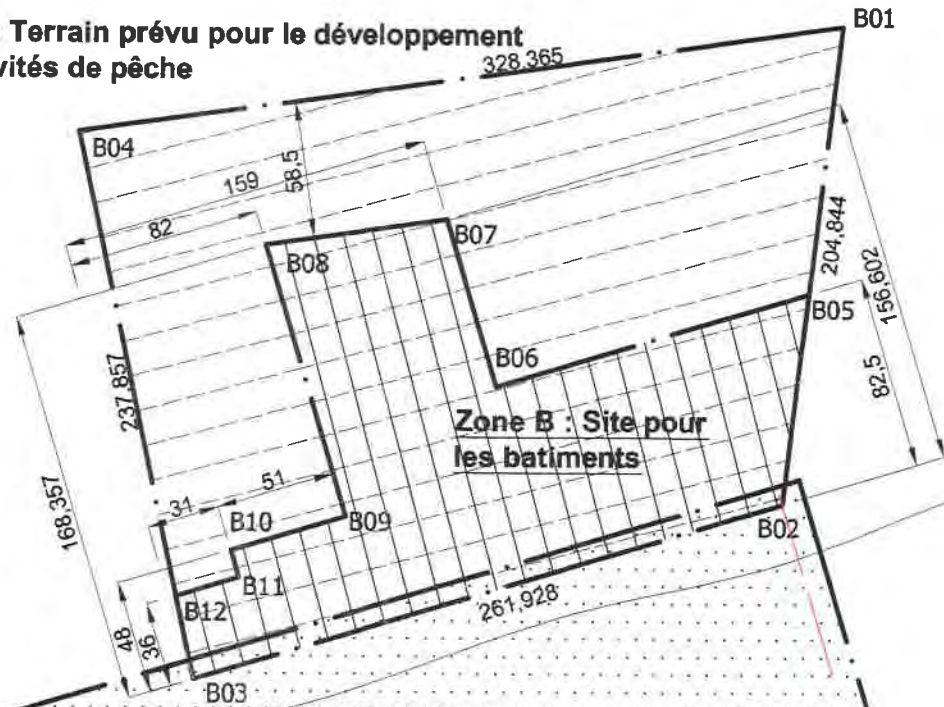 Terrain prévu pour le développement
vités de pêche
B01
328,365
B04
58,5
159
82
B07
B08
204,844
156,602
B05
B06
82,5
237,857
Zone B : Site pour
les batiments
168,357
51
31
B10
B09
B02
B11
B12
261,928
48
36
B03